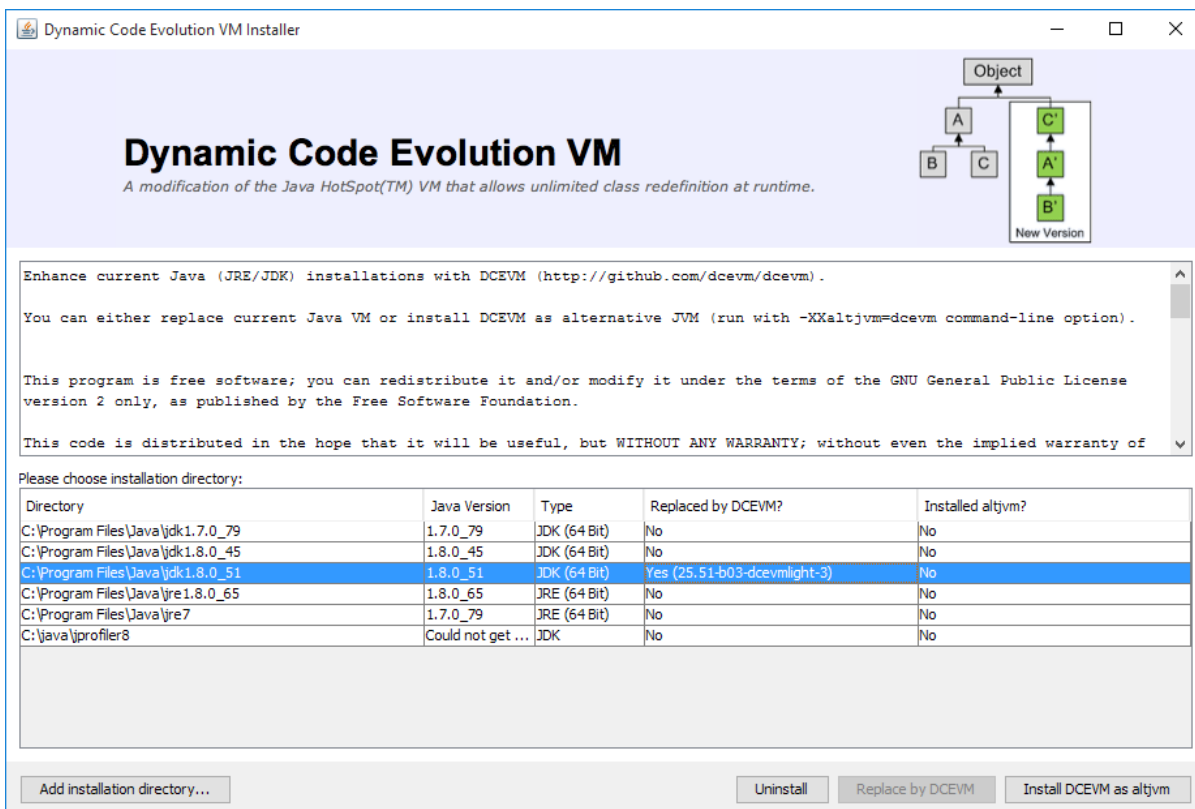 Dynamic Code Evolution VM Installer
Object
A
C'
B
C
A'
B'
New Version
Dynamic Code Evolution VM
A modification of the Java HotSpot(TM) VM that allows unlimited class redefinition at runtime.
Enhance current Java (JRE/JDK) installations with DCEVM (http://github.com/dcevm/dcevm).
You can either replace current Java VM or install DCEVM as alternative JVM (run with -XXaltjvm=dcevm command-line option).
This program is free software; you can redistribute it and/or modify it under the terms of the GNU General Public License
version 2 only, as published by the Free Software Foundation.
This code is distributed in the hope that it will be useful, but WITHOUT ANY WARRANTY; without even the implied warranty of
Please choose installation directory:
Directory Java Version Type Replaced by DCEVM? Installed altjvm?
C:\Program Files\Java\jdk1.7.0_79 1.7.0_79 JDK (64 Bit) No No
C:\Program Files\Java\jdk1.8.0_45 1.8.0_45 JDK (64 Bit) No No
C:\Program Files\Java\jdk1.8.0_51 1.8.0_51 JDK (64 Bit) Yes (25.51-b03-dcevmlight-3) No
C:\Program Files\Java\jre1.8.0_65 1.8.0_65 JRE (64 Bit) No No
C:\Program Files\Java\jre7 1.7.0_79 JRE (64 Bit) No No
C:\java\jprofiler8 Could not get ... JDK No No
Add installation directory... Uninstall Replace by DCEVM Install DCEVM as altjvm